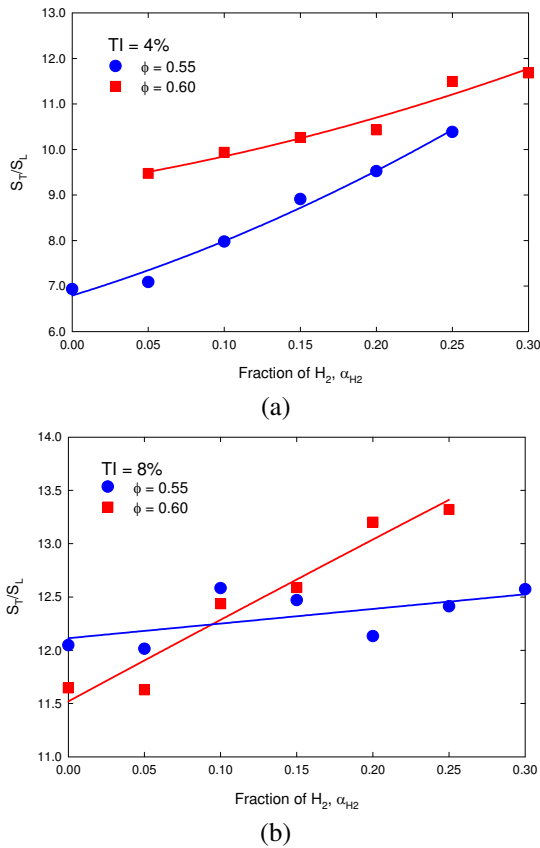 13.0
TI = 4%
ϕ = 0.55
12.0
ϕ = 0.60
11.0
10.0
S_T/S_L
9.0
8.0
7.0
6.0
0.00 0.05 0.10 0.15 0.20 0.25 0.30
Fraction of H₂, α_H2
(a)
14.0
TI = 8%
ϕ = 0.55
13.5
ϕ = 0.60
13.0
12.5
S_T/S_L
12.0
11.5
11.0
0.00 0.05 0.10 0.15 0.20 0.25 0.30
Fraction of H₂, α_H2
(b)